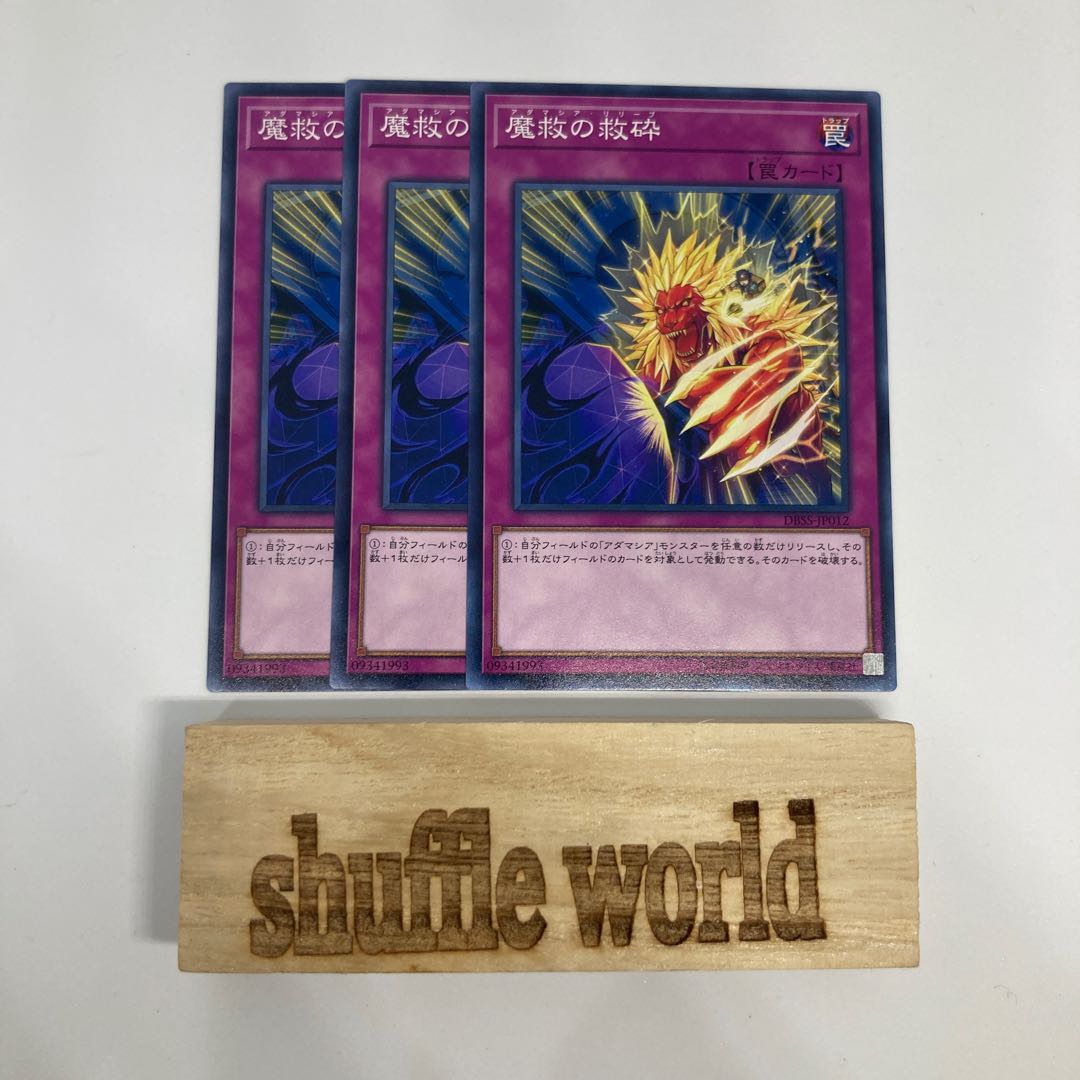 アダマシア
魔救の
アダマシア
魔救の
アダマシア・リリーブ
魔救の救砕
トラップ
罠
トラップ
【罠カード】
DBSS-JP012
①：自分フィールド
数＋1枚だけフィール
09341993
①：自分フィールドの
数＋1枚だけフィールド
09341993
①：自分フィールドの「アダマシア」モンスターを任意の数だけリリースし、その
数＋1枚だけフィールドのカードを対象として発動できる。そのカードを破壊する。
09341993
shuffle world